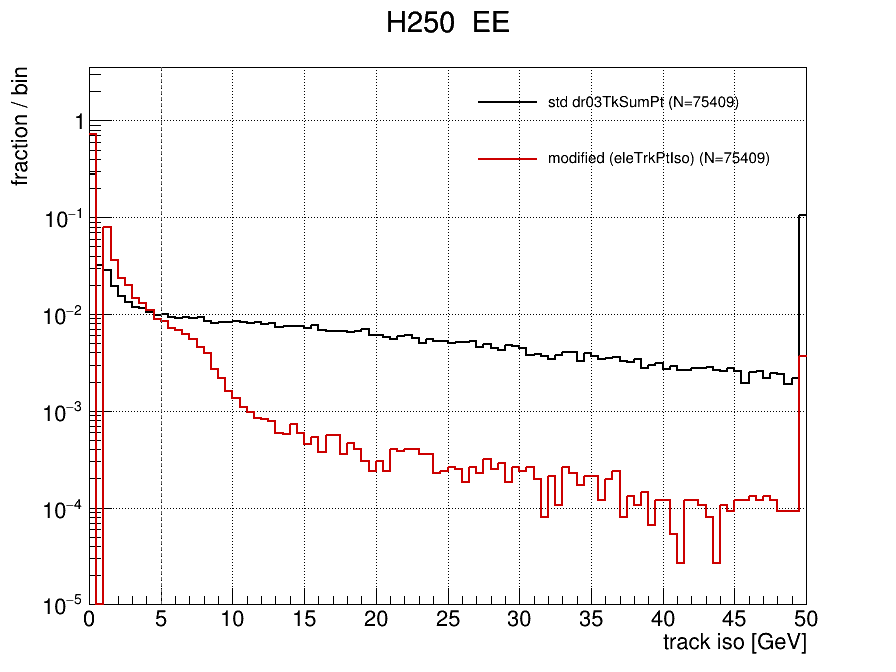 H250 EE
fraction / bin
std dr03TkSumPt (N=75409)
modified (eleTrkPtIso) (N=75409)
1
10⁻¹
10⁻²
10⁻³
10⁻⁴
10⁻⁵
0 5 10 15 20 25 30 35 40 45 50
track iso [GeV]